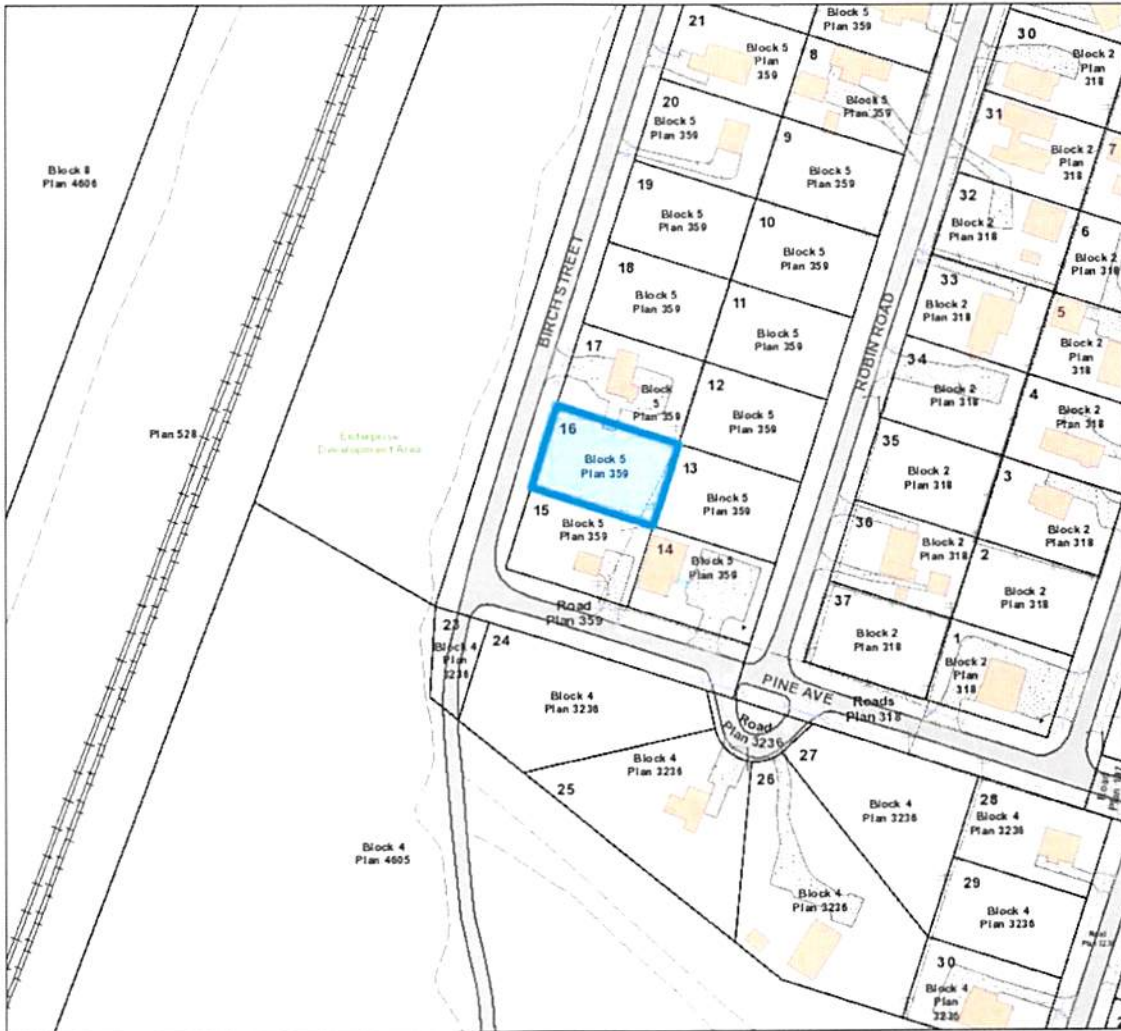 21
Block 5
Plan
359
Block 5
Plan 359
8
Block 5
Plan 359
30
Block 2
Plan
318
20
Block 5
Plan 359
9
Block 5
Plan 359
31
Block 2
Plan
318
7
Block 8
Plan 4606
19
Block 5
Plan 359
10
Block 5
Plan 359
32
Block 2
Plan 318
6
Block 2
Plan 318
BIRCH STREET
18
Block 5
Plan 359
11
Block 5
Plan 359
ROBIN ROAD
33
Block 2
Plan 318
5
Block 2
Plan
318
17
Block
5
Plan 359
12
Block 5
Plan 359
34
Block 2
Plan 318
4
Block 2
Plan 318
Plan 528
Enterprise
Development Area
16
Block 5
Plan 359
13
Block 5
Plan 359
35
Block 2
Plan 318
3
Block 2
Plan 318
15
Block 5
Plan 359
14
Block 5
Plan 359
36
Block 2
Plan 318
2
Block 2
Plan 318
Road
Plan 359
37
Block 2
Plan 318
1
Block 2
Plan
318
23
Block 4
Plan
3236
24
Block 4
Plan 3236
PINE AVE
Roads
Plan 318
Road
Plan 3236
25
Block 4
Plan 3236
26
27
Block 4
Plan 3236
28
Block 4
Plan 3236
Block 4
Plan 4605
Block 4
Plan 3236
29
Block 4
Plan 3236
30
Block 4
Plan
3236